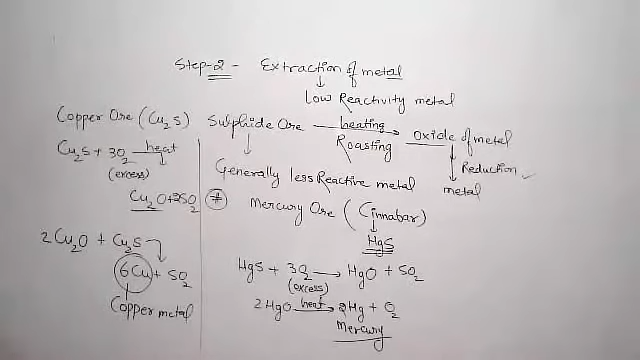 Step-2 - Extraction of metal
↓
Low Reactivity metal
Copper Ore (Cu2S)
Cu2S + 3O2 heat→
(excess)
Cu2O + 2SO2
2Cu2O + Cu2S
6Cu + SO2
Copper metal
Sulphide Ore heating→ oxide of metal
Roasting
↓ Reduction ✓
Generally less Reactive metal metal
* Mercury Ore (Cinnabar)
↓
HgS
HgS + 3O2 → HgO + SO2
(excess)
2HgO heat→ 2Hg + O2
Mercury